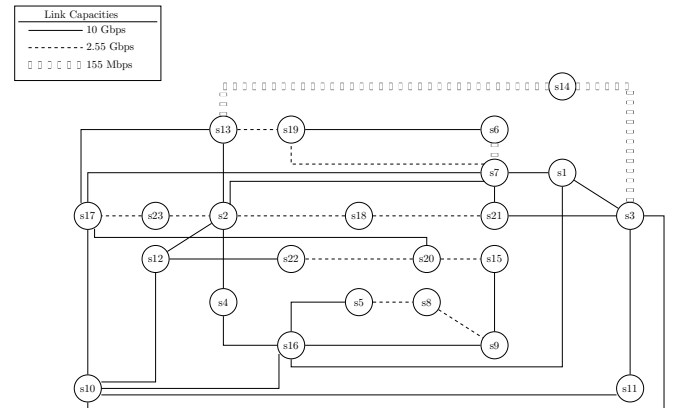 Link Capacities
10 Gbps
2.55 Gbps
155 Mbps
s14
s13 s19 s6
s7 s1
s17 s23 s2 s18 s21 s3
s12 s22 s20 s15
s4 s5 s8
s16 s9
s10 s11